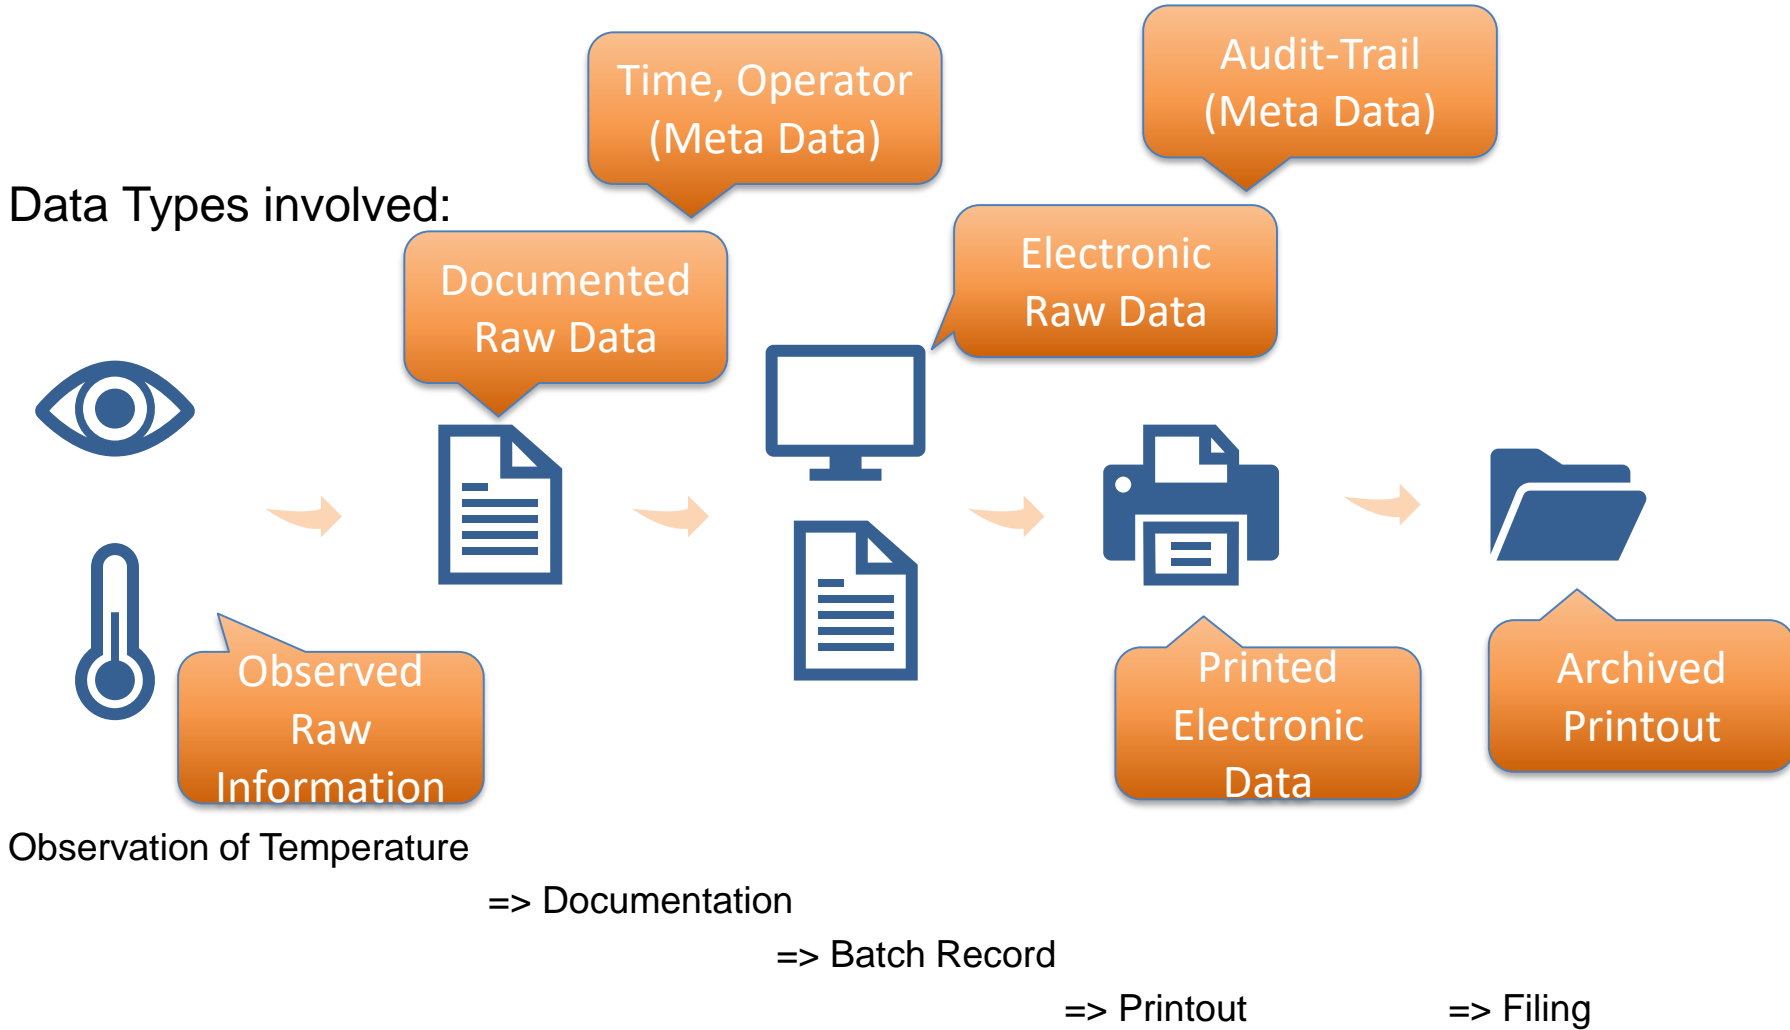 Time, Operator
(Meta Data)
Audit-Trail
(Meta Data)
Data Types involved:
Documented
Raw Data
Electronic
Raw Data
Observed
Raw
Information
Printed
Electronic
Data
Archived
Printout
Observation of Temperature
=> Documentation
=> Batch Record
=> Printout
=> Filing